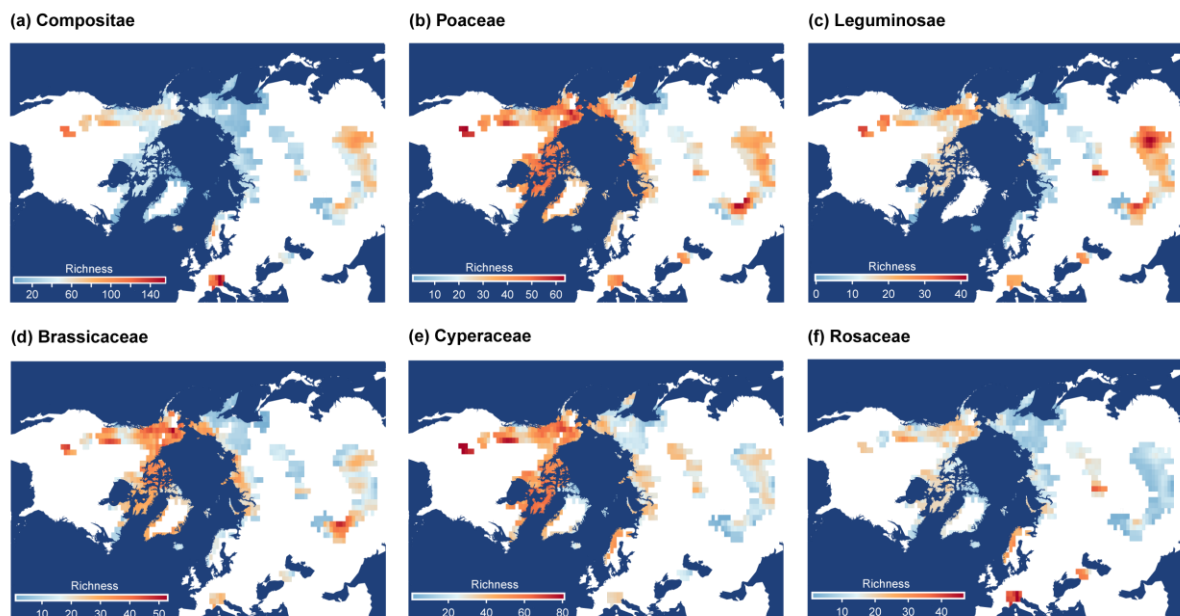 (a) Compositae
(b) Poaceae
(c) Leguminosae
Richness
20 60 100 140
Richness
10 20 30 40 50 60
Richness
0 10 20 30 40
(d) Brassicaceae
(e) Cyperaceae
(f) Rosaceae
Richness
10 20 30 40 50
Richness
20 40 60 80
Richness
10 20 30 40